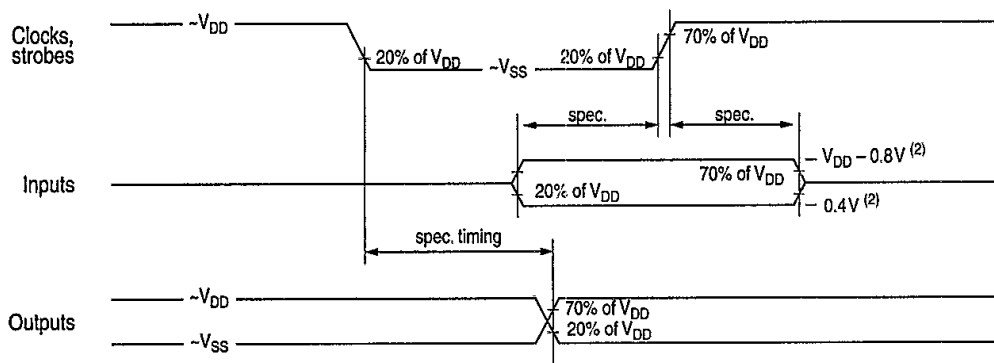 Clocks, strobes
~VDD
20% of VDD
~VSS
20% of VDD
70% of VDD
spec.
spec.
Inputs
20% of VDD
70% of VDD
VDD – 0.8V (2)
0.4V (2)
spec. timing
Outputs
~VDD
~VSS
70% of VDD
20% of VDD